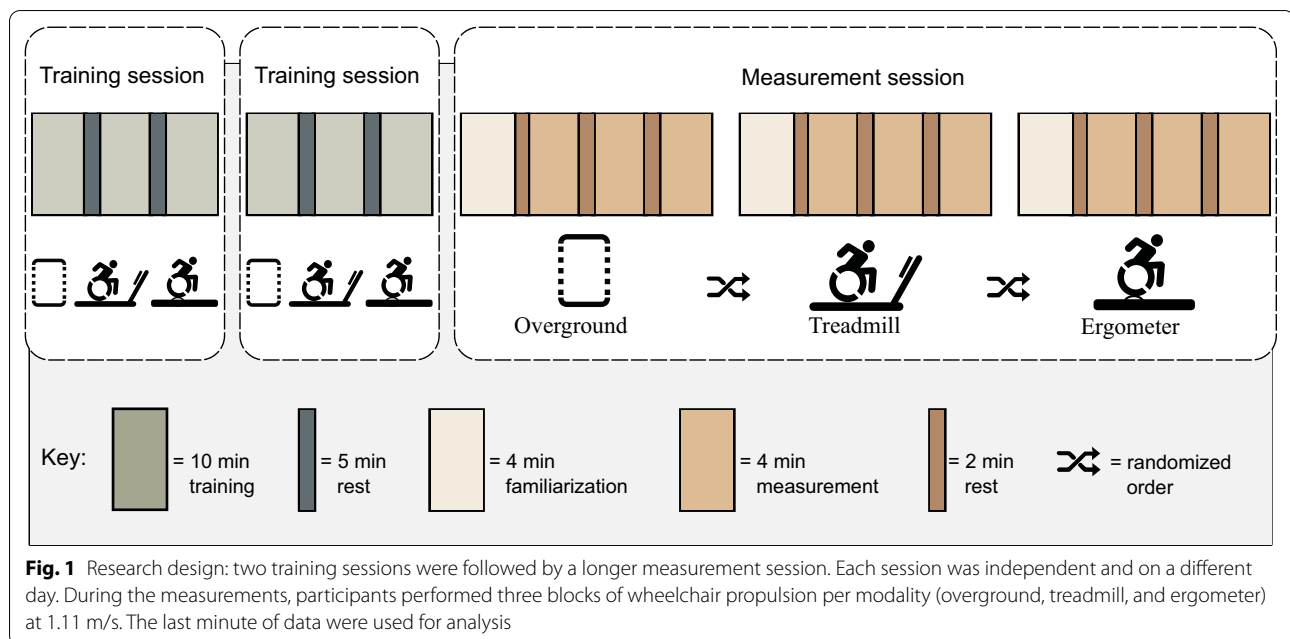 Training session
Training session
Measurement session
Overground
Treadmill
Ergometer
Key:
= 10 min
training
= 5 min
rest
= 4 min
familiarization
= 4 min
measurement
= 2 min
rest
= randomized
order
Fig. 1 Research design: two training sessions were followed by a longer measurement session. Each session was independent and on a different
day. During the measurements, participants performed three blocks of wheelchair propulsion per modality (overground, treadmill, and ergometer)
at 1.11 m/s. The last minute of data were used for analysis